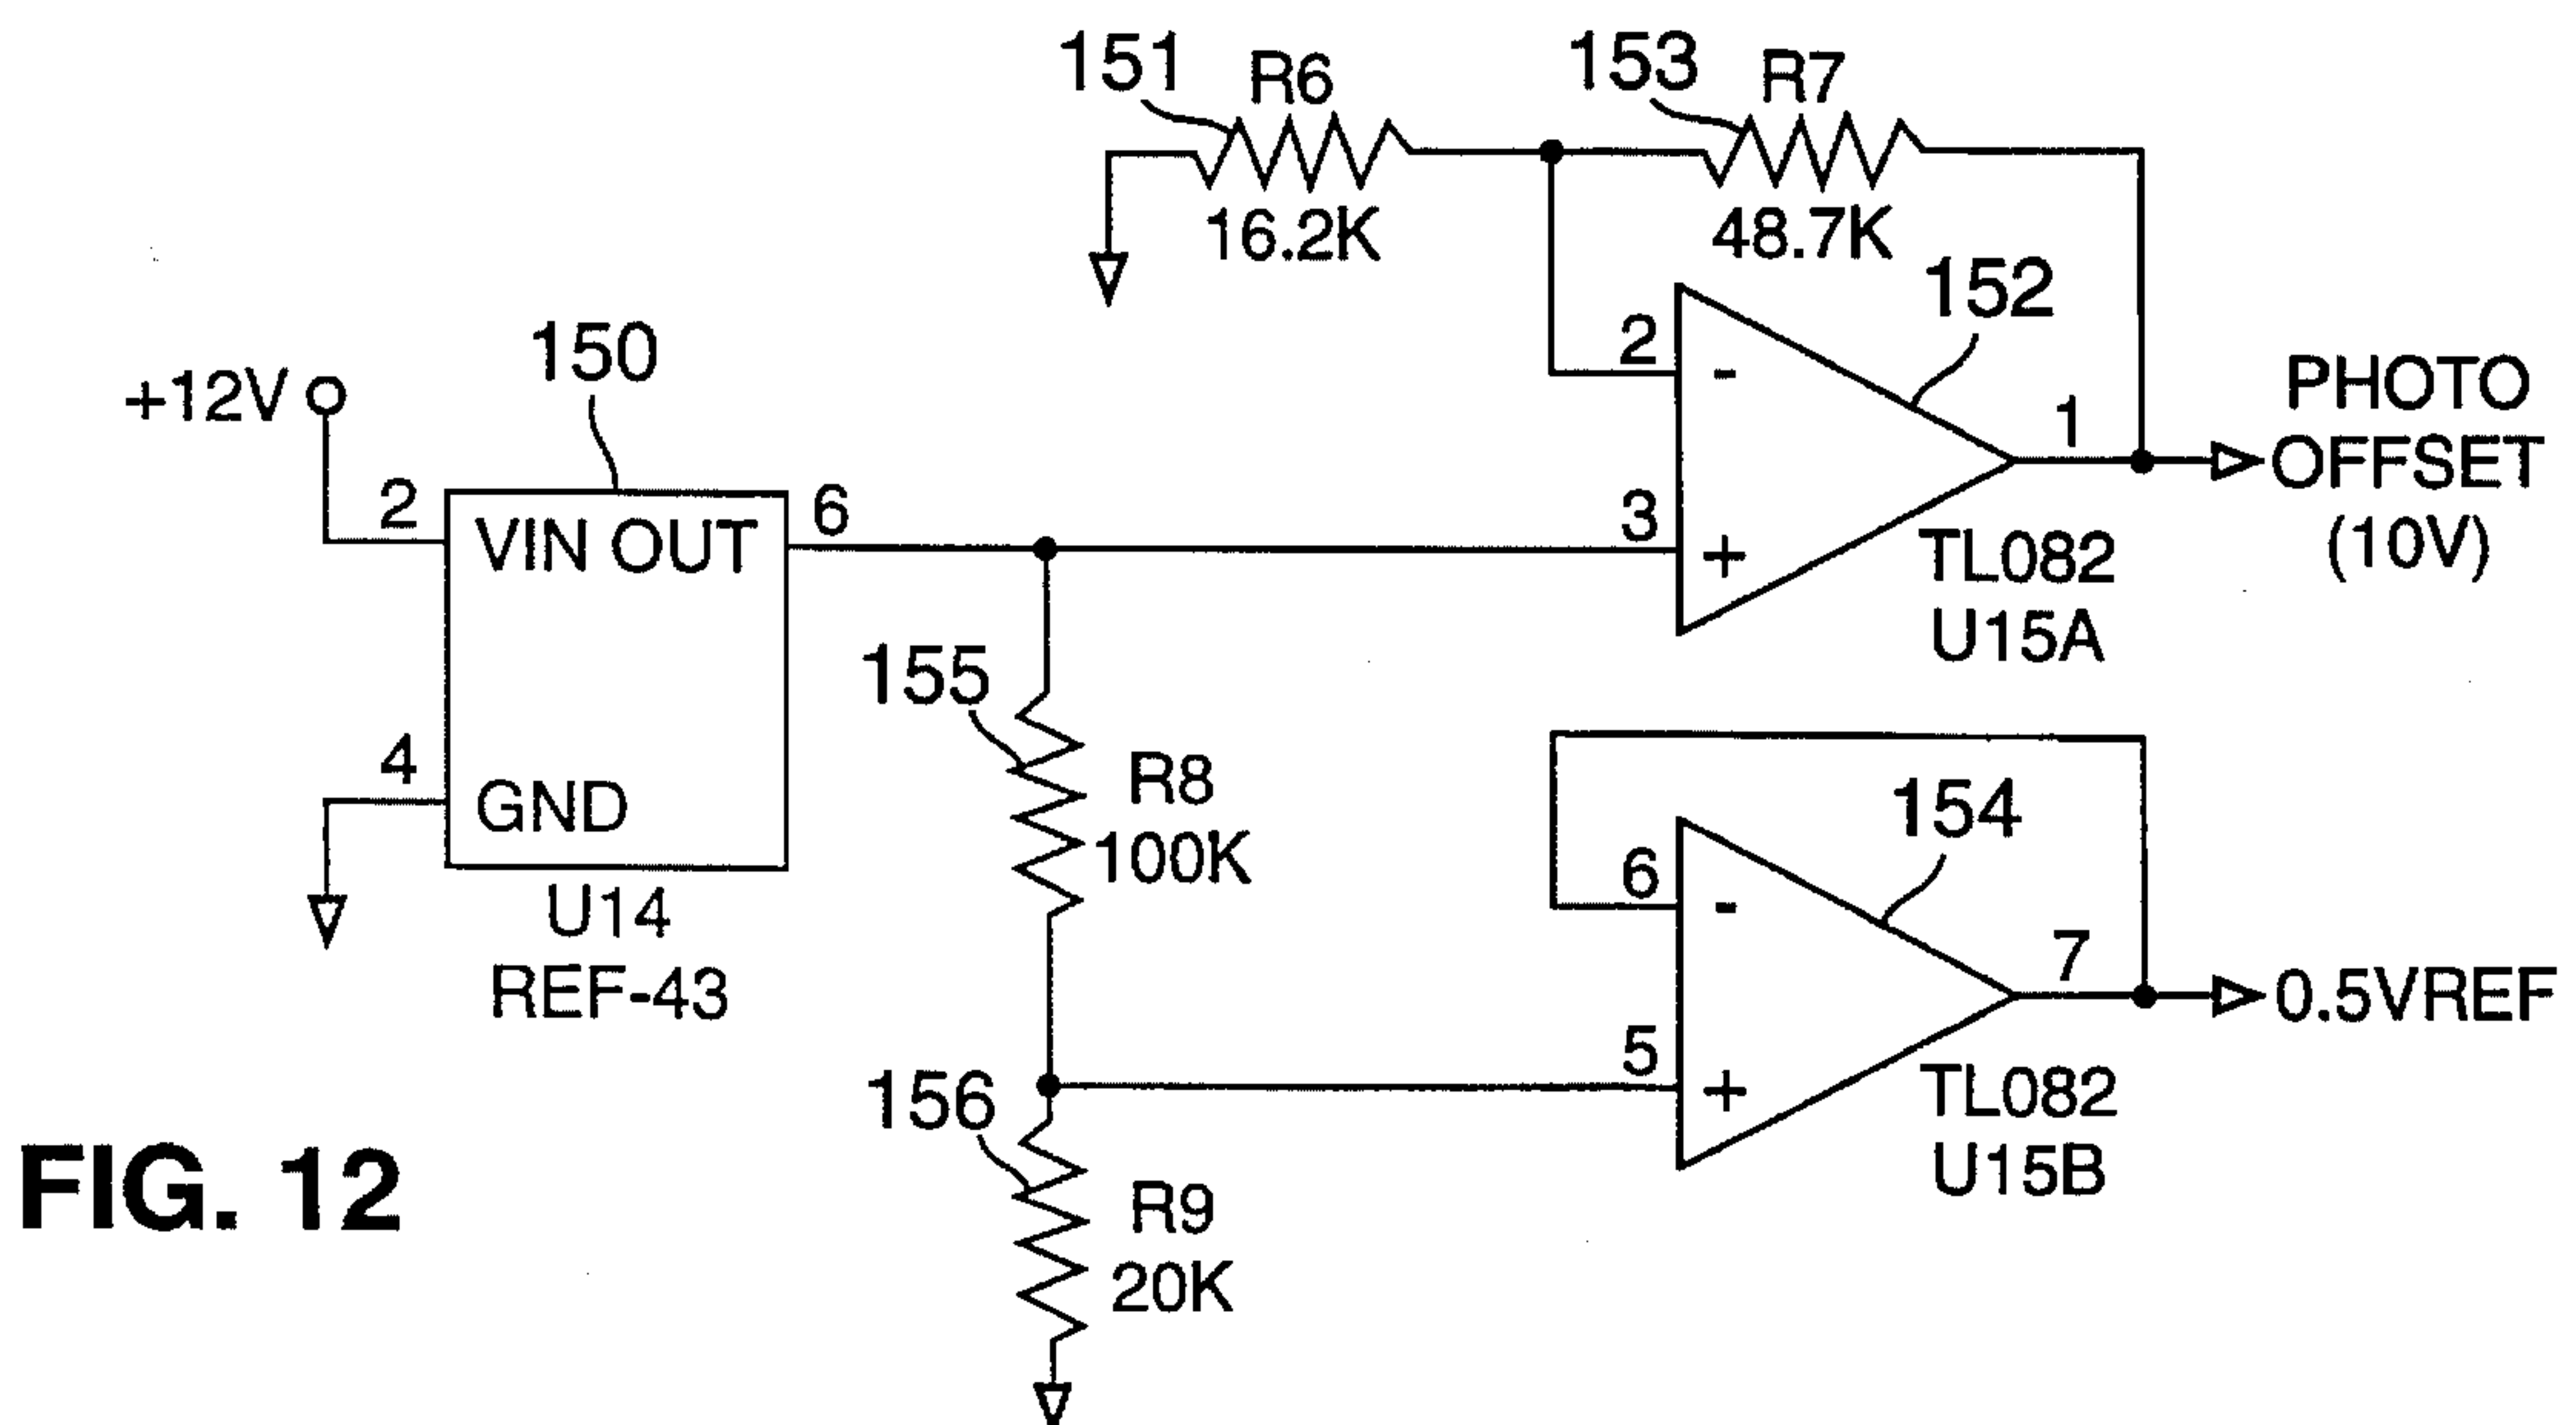 151
R6
153
R7
16.2K
48.7K
152
150
+12V
2
PHOTO
OFFSET
(10V)
1
2
-
VIN OUT
6
3
+
TL082
U15A
155
4
GND
R8
100K
154
U14
REF-43
6
-
7
0.5VREF
5
+
156
TL082
U15B
R9
20K
FIG. 12